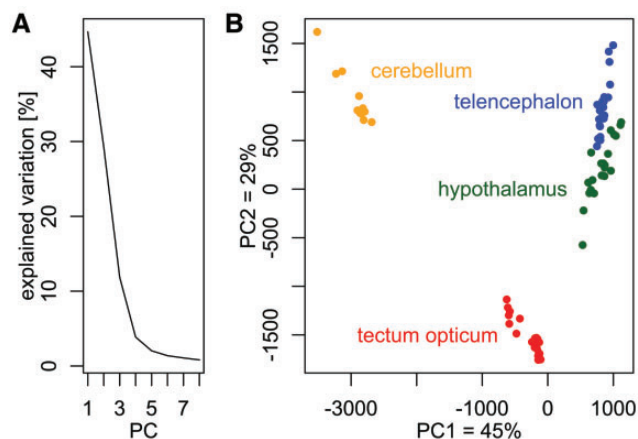 A
explained variation [%]
40
30
20
10
0
1
3
5
7
PC
B
PC2 = 29%
1500
500
0
-500
-1500
cerebellum
telencephalon
hypothalamus
tectum opticum
-3000
-1000
0
1000
PC1 = 45%